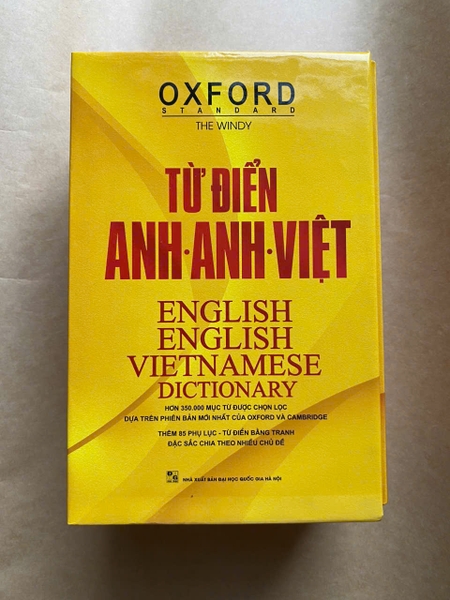 OXFORD
STANDARD
THE WINDY
TỪ ĐIỂN
ANH·ANH·VIỆT
ENGLISH
ENGLISH
VIETNAMESE
DICTIONARY
HƠN 350.000 MỤC TỪ ĐƯỢC CHỌN LỌC
DỰA TRÊN PHIÊN BẢN MỚI NHẤT CỦA OXFORD VÀ CAMBRIDGE
THÊM 85 PHỤ LỤC - TỪ ĐIỂN BẰNG TRANH
ĐẶC SẮC CHIA THEO NHIỀU CHỦ ĐỀ
NHÀ XUẤT BẢN ĐẠI HỌC QUỐC GIA HÀ NỘI